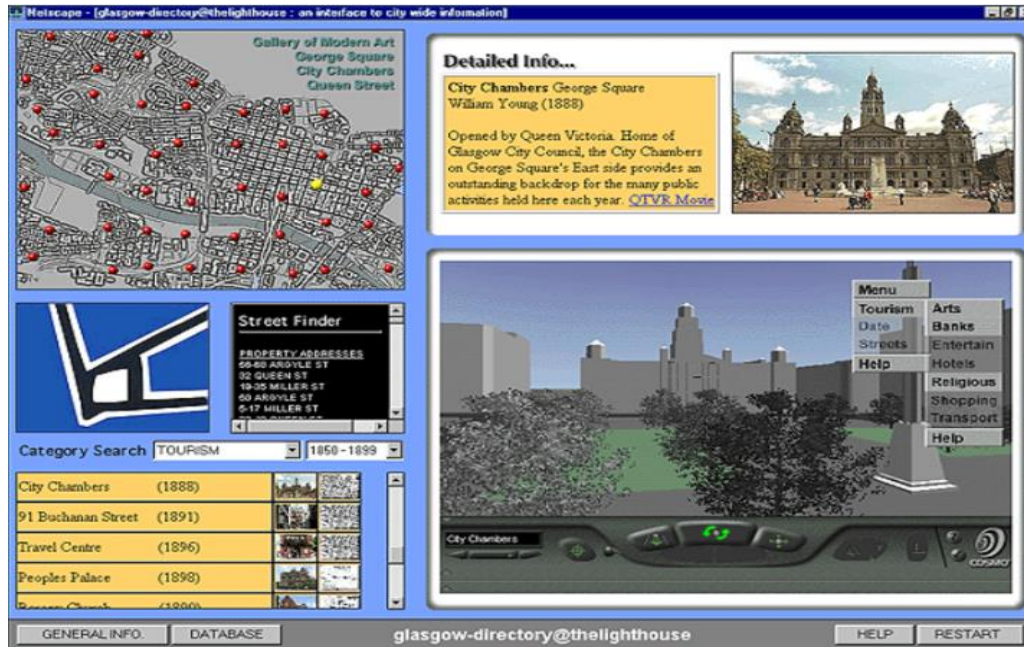 Netscape - [glasgow-directory@thelighthouse : an interface to city wide information]
Gallery of Modern Art
George Square
City Chambers
Queen Street
Detailed Info...
City Chambers George Square
William Young (1888)
Opened by Queen Victoria. Home of
Glasgow City Council, the City Chambers
on George Square's East side provides an
outstanding backdrop for the many public
activities held here each year. QTVR Movie
Street Finder
PROPERTY ADDRESSES
66-68 ARGYLE ST
32 QUEEN ST
19-35 MILLER ST
60 ARGYLE ST
5-17 MILLER ST
Category Search TOURISM 1850-1899
City Chambers (1888)
91 Buchanan Street (1891)
Travel Centre (1896)
Peoples Palace (1898)
Menu
Tourism
Date
Streets
Help
Arts
Banks
Entertain
Hotels
Religious
Shopping
Transport
Help
City Chambers
COSMO
GENERAL INFO. DATABASE glasgow-directory@thelighthouse HELP RESTART